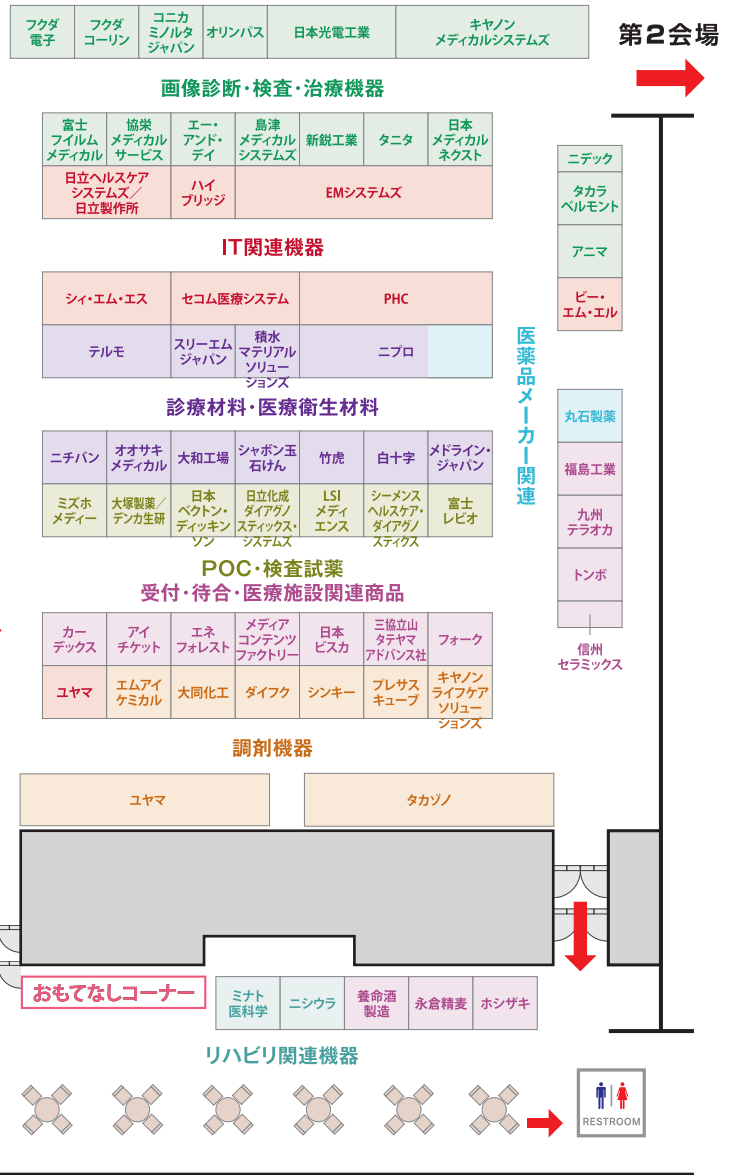 フクダ
電子
フクダ
コーリン
コニカ
ミノルタ
ジャパン
オリンパス
日本光電工業
キヤノン
メディカルシステムズ
第2会場
画像診断・検査・治療機器
富士
フイルム
メディカル
協栄
メディカル
サービス
エー・
アンド・
デイ
島津
メディカル
システムズ
新鋭工業
タニタ
日本
メディカル
ネクスト
日立ヘルスケア
システムズ／
日立製作所
ハイ
ブリッジ
EMシステムズ
ニデック
タカラ
ベルモント
アニマ
ビー・
エム・エル
IT関連機器
シィ・エム・エス
セコム医療システム
PHC
テルモ
スリーエム
ジャパン
積水
マテリアル
ソリュー
ションズ
ニプロ
医薬品メーカー関連
診療材料・医療衛生材料
丸石製薬
福島工業
九州
テラオカ
トンボ
信州
セラミックス
ニチバン
オオサキ
メディカル
大和工場
シャボン玉
石けん
竹虎
白十字
メドライン・
ジャパン
ミズホ
メディー
大塚製薬／
デンカ生研
日本
ベクトン・
ディッキン
ソン
日立化成
ダイアグノ
スティックス・
システムズ
LSI
メディ
エンス
シーメンス
ヘルスケア・
ダイアグノ
スティクス
富士
レビオ
POC・検査試薬
受付・待合・医療施設関連商品
カー
デックス
アイ
チケット
エネ
フォレスト
メディア
コンテンツ
ファクトリー
日本
ビスカ
三協立山
タテヤマ
アドバンス社
フォーク
ユヤマ
エムアイ
ケミカル
大同化工
ダイフク
シンキー
プレサス
キューブ
キヤノン
ライフケア
ソリュー
ションズ
調剤機器
ユヤマ
タカゾノ
おもてなしコーナー
ミナト
医科学
ニシウラ
養命酒
製造
永倉精麦
ホシザキ
リハビリ関連機器
RESTROOM